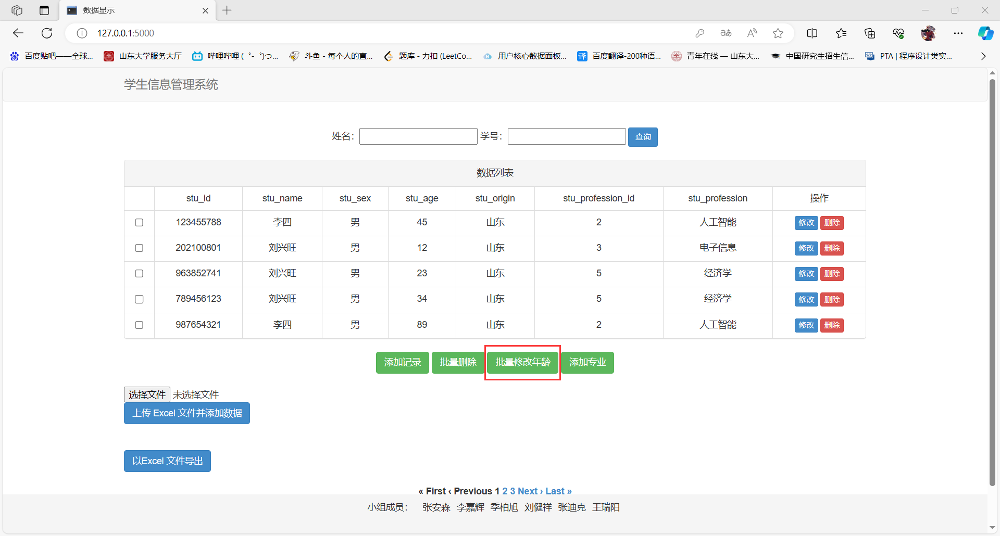 数据显示
127.0.0.1:5000
aあ
百度贴吧——全球... 山东大学服务大厅 哔哩哔哩 (゜-゜)つ... 斗鱼 - 每个人的直... 题库 - 力扣 (LeetCo... 用户核心数据面板... 译 百度翻译-200种语... 青年在线 — 山东大... 中国研究生招生信... PTA | 程序设计类实...
学生信息管理系统
姓名: 学号: 查询
数据列表
stu_id stu_name stu_sex stu_age stu_origin stu_profession_id stu_profession 操作
123455788 李四 男 45 山东 2 人工智能 修改 删除
202100801 刘兴旺 男 12 山东 3 电子信息 修改 删除
963852741 刘兴旺 男 23 山东 5 经济学 修改 删除
789456123 刘兴旺 男 34 山东 5 经济学 修改 删除
987654321 李四 男 89 山东 2 人工智能 修改 删除
添加记录 批量删除 批量修改年龄 添加专业
选择文件 未选择文件
上传 Excel 文件并添加数据
以Excel 文件导出
« First ‹ Previous 1 2 3 Next › Last »
小组成员: 张安森 李嘉辉 季柏旭 刘健祥 张迪克 王瑞阳